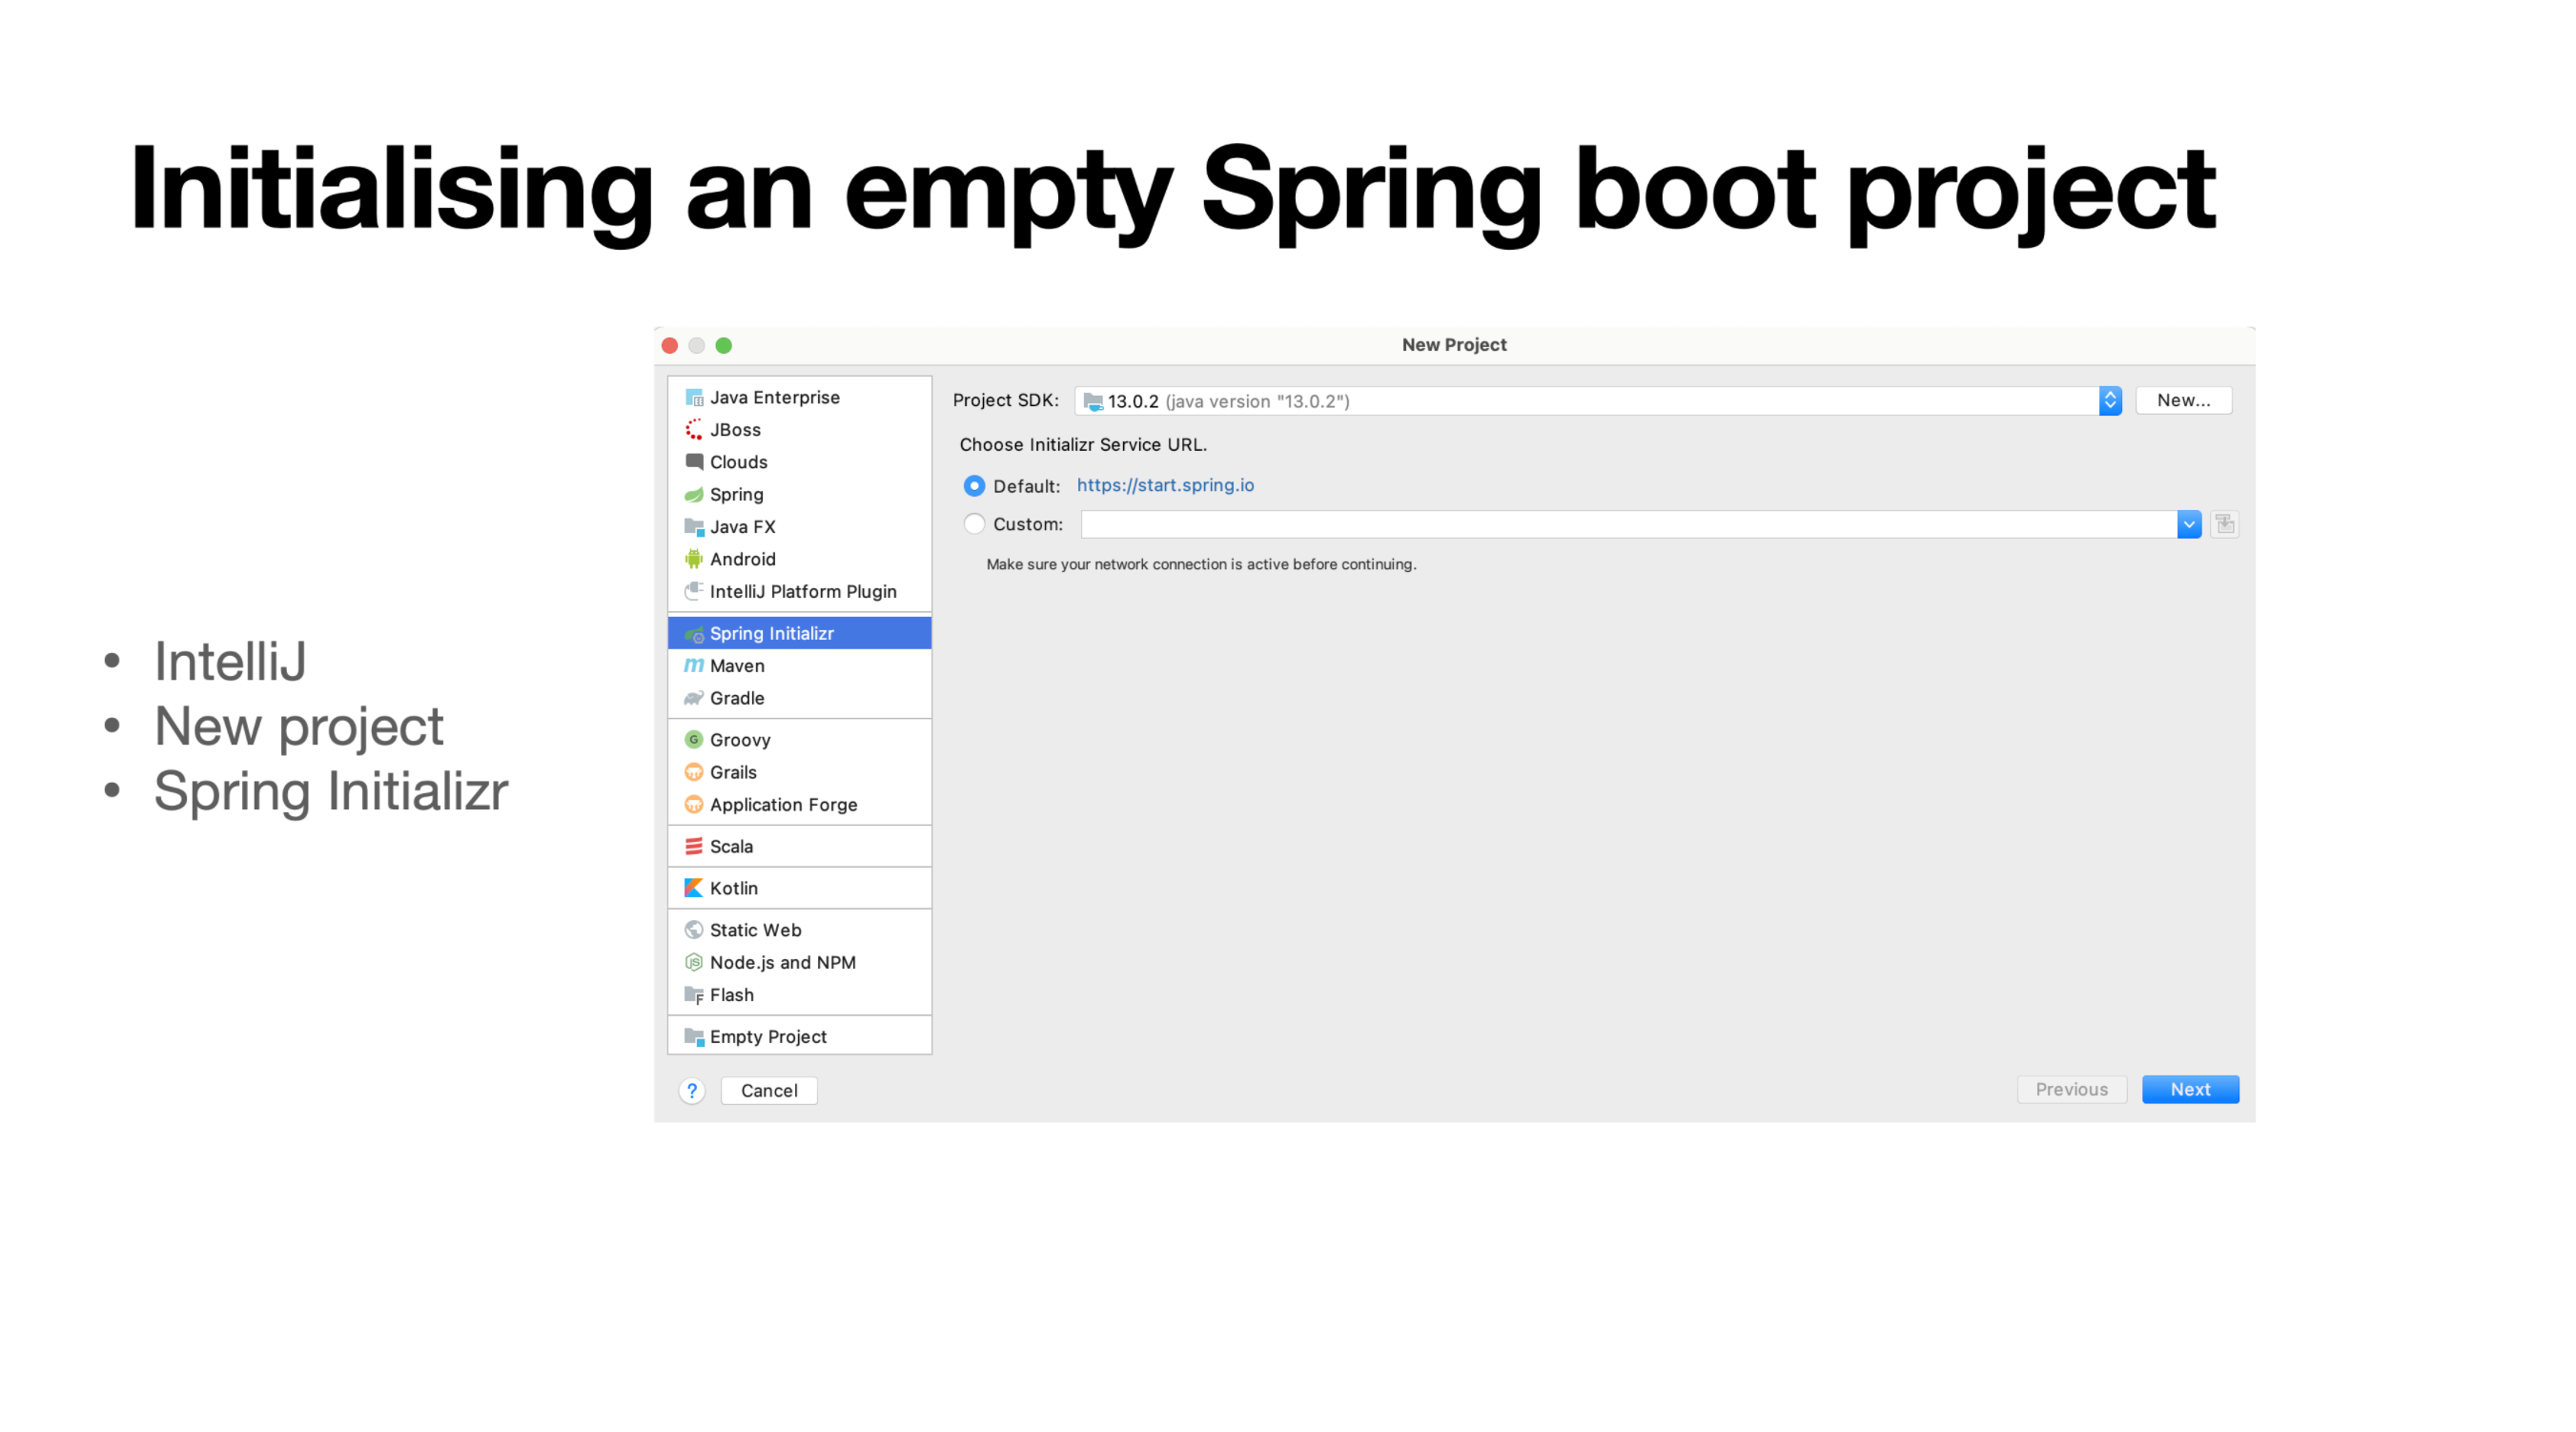 Initialising an empty Spring boot project
• IntelliJ
• New project
• Spring Initializr
New Project
Java Enterprise
JBoss
Clouds
Spring
Java FX
Android
IntelliJ Platform Plugin
Spring Initializr
Maven
Gradle
Groovy
Grails
Application Forge
Scala
Kotlin
Static Web
Node.js and NPM
Flash
Empty Project
Project SDK: 13.0.2 (java version "13.0.2") New...
Choose Initializr Service URL.
Default: https://start.spring.io
Custom:
Make sure your network connection is active before continuing.
? Cancel Previous Next